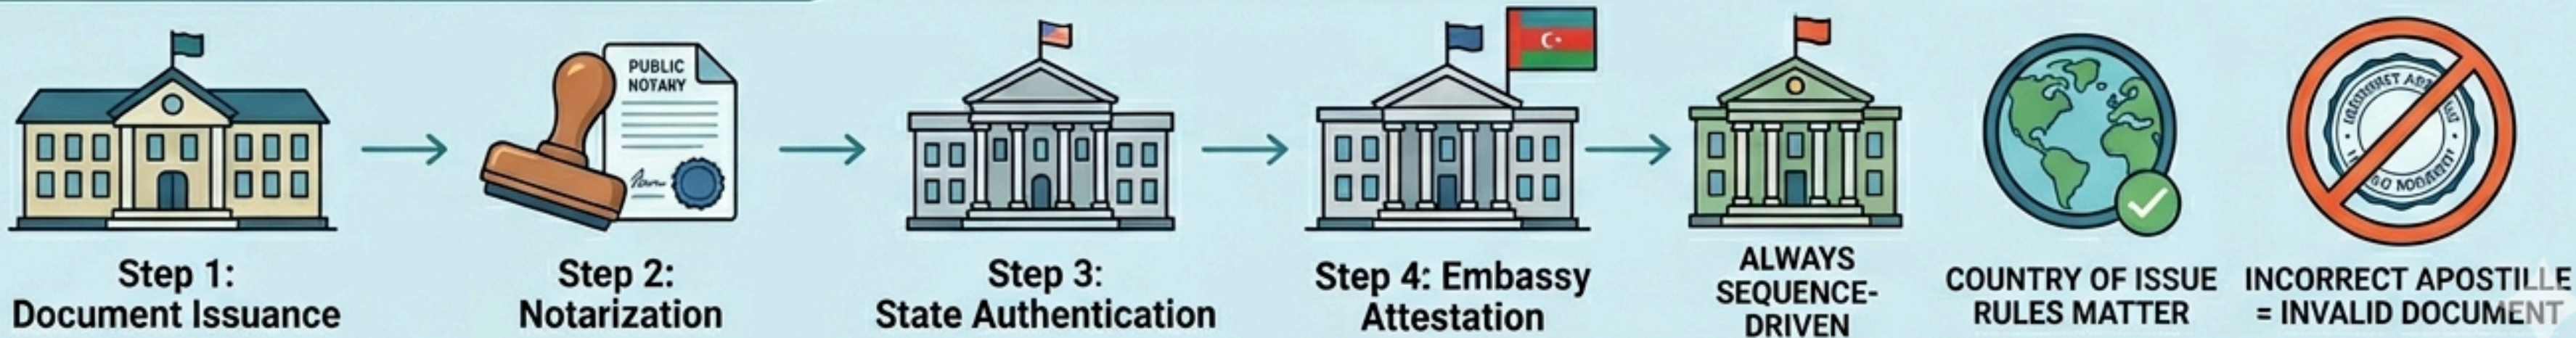 PUBLIC
NOTARY
Step 1:
Document Issuance
Step 2:
Notarization
Step 3:
State Authentication
Step 4: Embassy
Attestation
ALWAYS
SEQUENCE-
DRIVEN
COUNTRY OF ISSUE
RULES MATTER
INCORRECT APOSTILLE
= INVALID DOCUMENT